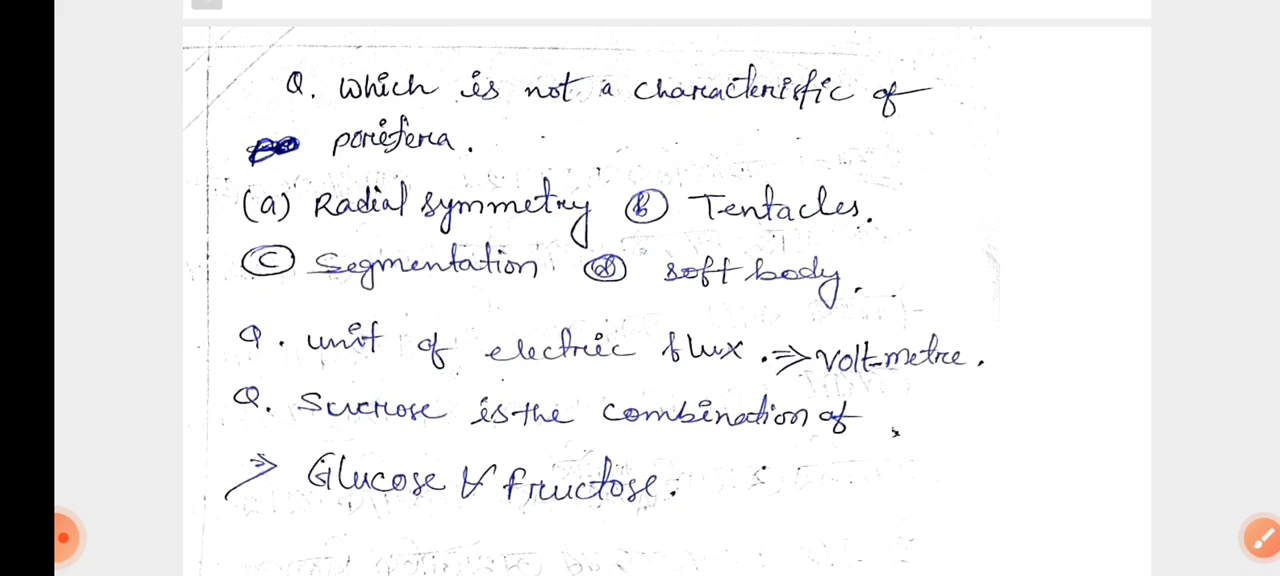 Q. Which is not a characteristic of
porifera.
(a) Radial symmetry (b) Tentacles.
(c) Segmentation (d) soft body.
Q. unit of electric flux. ⇒ volt-metre.
Q. Sucrose is the combination of
⇒ Glucose & fructose.